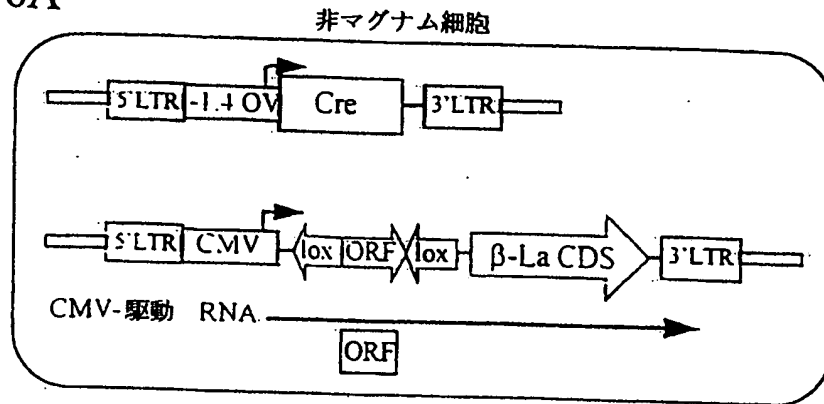 非マグナム細胞
5'LTR -1.4 OV Cre 3'LTR
5'LTR CMV lox ORF lox β-La CDS 3'LTR
CMV-駆動 RNA
ORF